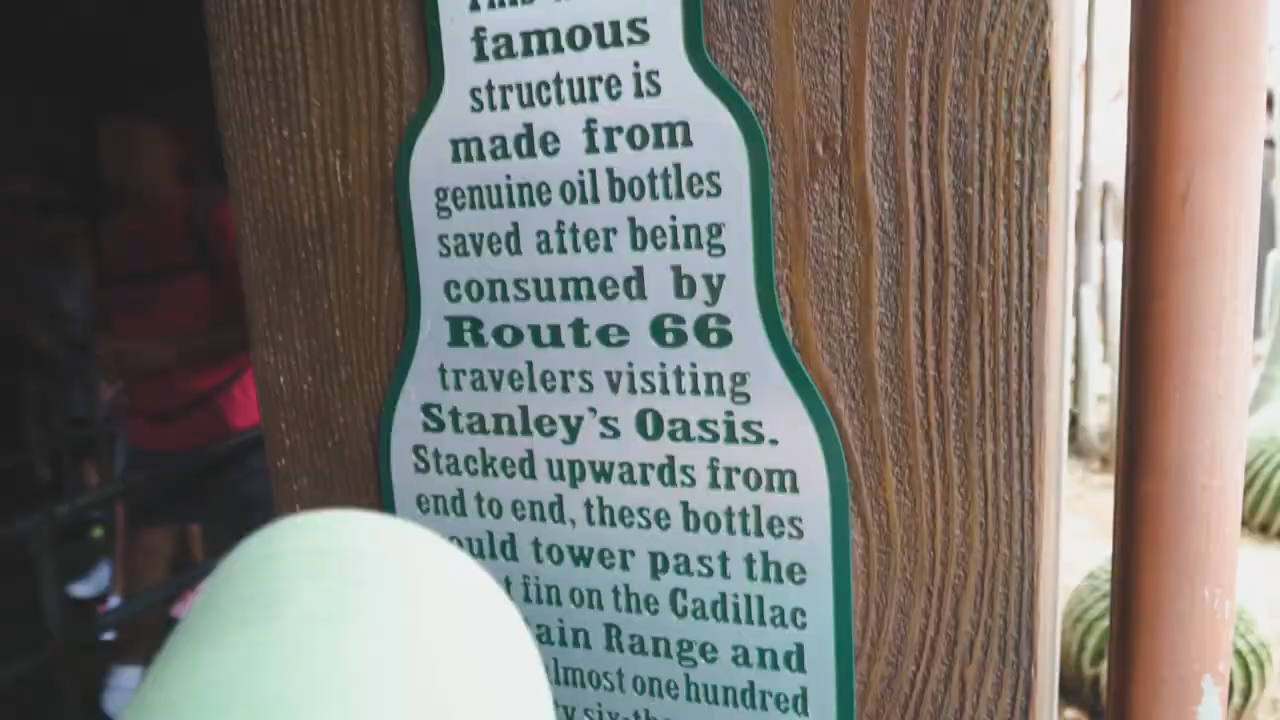 This
famous
structure is
made from
genuine oil bottles
saved after being
consumed by
Route 66
travelers visiting
Stanley's Oasis.
Stacked upwards from
end to end, these bottles
tower past the
fin on the Cadillac
Range and
one hundred